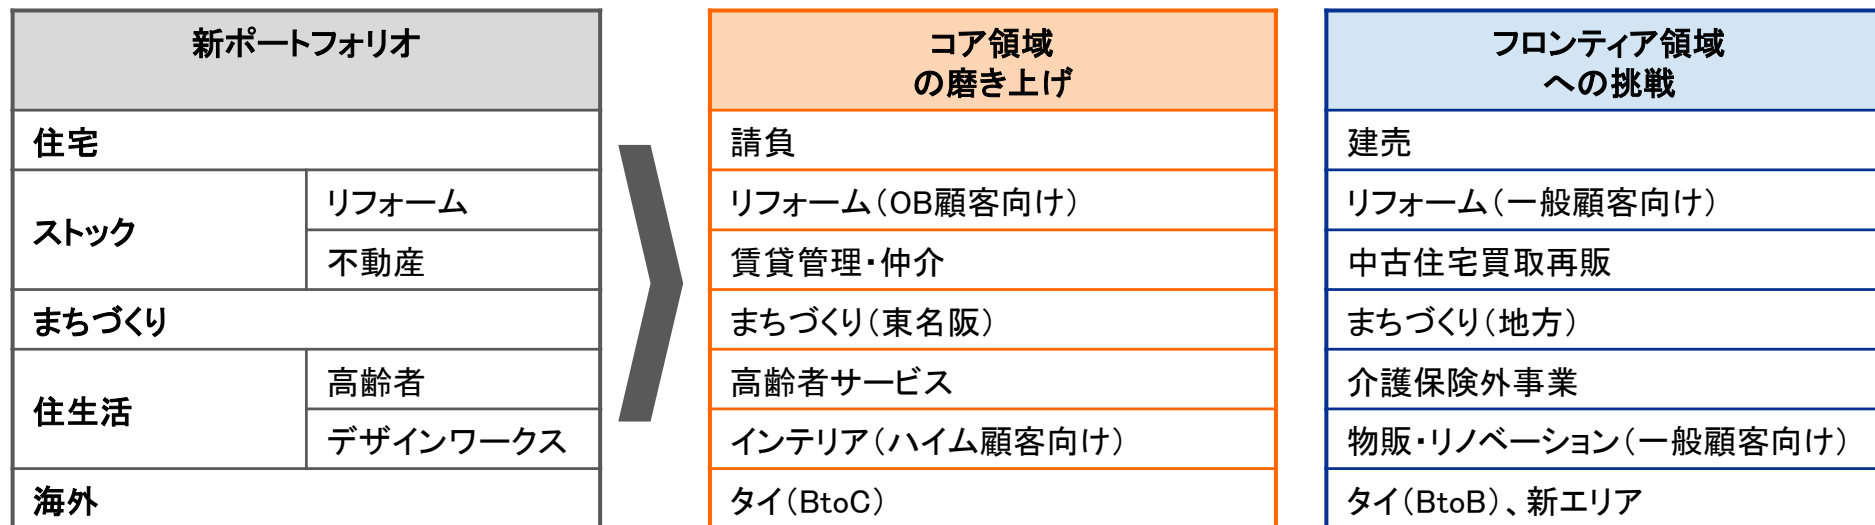 新ポートフォリオ
住宅
ストック
リフォーム
不動産
まちづくり
住生活
高齢者
デザインワークス
海外
コア領域
の磨き上げ
請負
リフォーム（OB顧客向け）
賃貸管理・仲介
まちづくり（東名阪）
高齢者サービス
インテリア（ハイム顧客向け）
タイ（BtoC）
フロンティア領域
への挑戦
建売
リフォーム（一般顧客向け）
中古住宅買取再販
まちづくり（地方）
介護保険外事業
物販・リノベーション（一般顧客向け）
タイ（BtoB）、新エリア